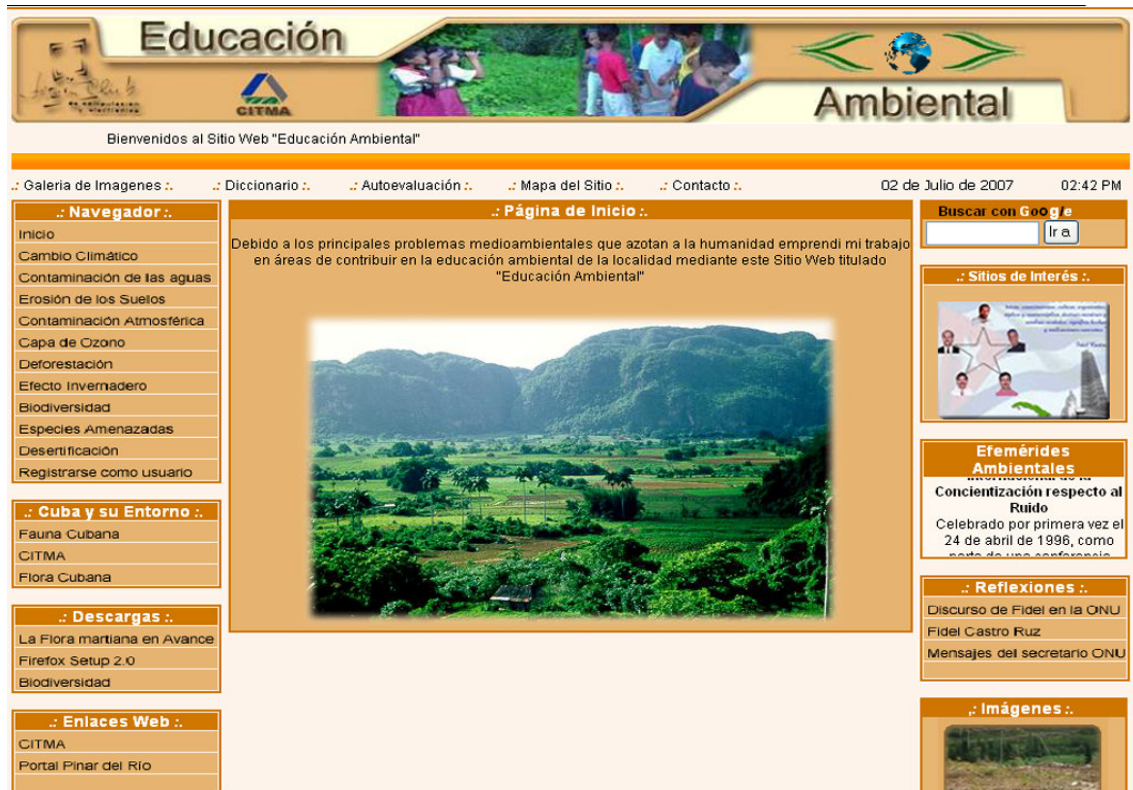 Educación
CITMA
Ambiental
Bienvenidos al Sitio Web "Educación Ambiental"
.: Galeria de Imagenes :. .: Diccionario :. .: Autoevaluación :. .: Mapa del Sitio :. .: Contacto :. 02 de Julio de 2007 02:42 PM
.: Navegador :.
Inicio
Cambio Climático
Contaminación de las aguas
Erosión de los Suelos
Contaminación Atmosférica
Capa de Ozono
Deforestación
Efecto Invernadero
Biodiversidad
Especies Amenazadas
Desertificación
Registrarse como usuario
.: Cuba y su Entorno :.
Fauna Cubana
CITMA
Flora Cubana
.: Descargas :.
La Flora martiana en Avance
Firefox Setup 2.0
Biodiversidad
.: Enlaces Web :.
CITMA
Portal Pinar del Río
.: Página de Inicio :.
Debido a los principales problemas medioambientales que azotan a la humanidad emprendi mi trabajo
en áreas de contribuir en la educación ambiental de la localidad mediante este Sitio Web titulado
"Educación Ambiental"
Buscar con Google
Ir a
.: Sitios de Interés :.
Efemérides
Ambientales
Internacional de la
Concientización respecto al
Ruido
Celebrado por primera vez el
24 de abril de 1996, como
parte de una conferencia
.: Reflexiones :.
Discurso de Fidel en la ONU
Fidel Castro Ruz
Mensajes del secretario ONU
.: Imágenes :.